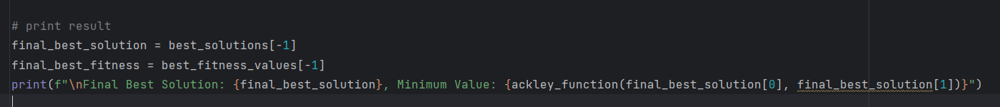 # print result
final_best_solution = best_solutions[-1]
final_best_fitness = best_fitness_values[-1]
print(f"\nFinal Best Solution: {final_best_solution}, Minimum Value: {ackley_function(final_best_solution[0], final_best_solution[1])}")